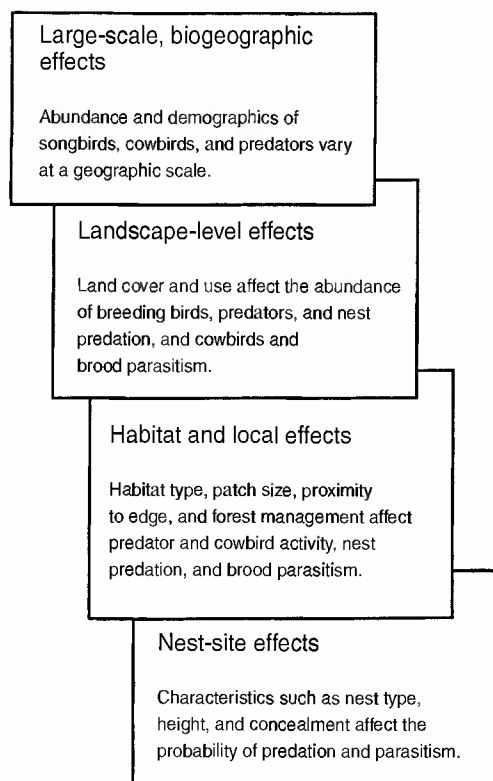 Large-scale, biogeographic
effects
Abundance and demographics of
songbirds, cowbirds, and predators vary
at a geographic scale.
Landscape-level effects
Land cover and use affect the abundance
of breeding birds, predators, and nest
predation, and cowbirds and
brood parasitism.
Habitat and local effects
Habitat type, patch size, proximity
to edge, and forest management affect
predator and cowbird activity, nest
predation, and brood parasitism.
Nest-site effects
Characteristics such as nest type,
height, and concealment affect the
probability of predation and parasitism.